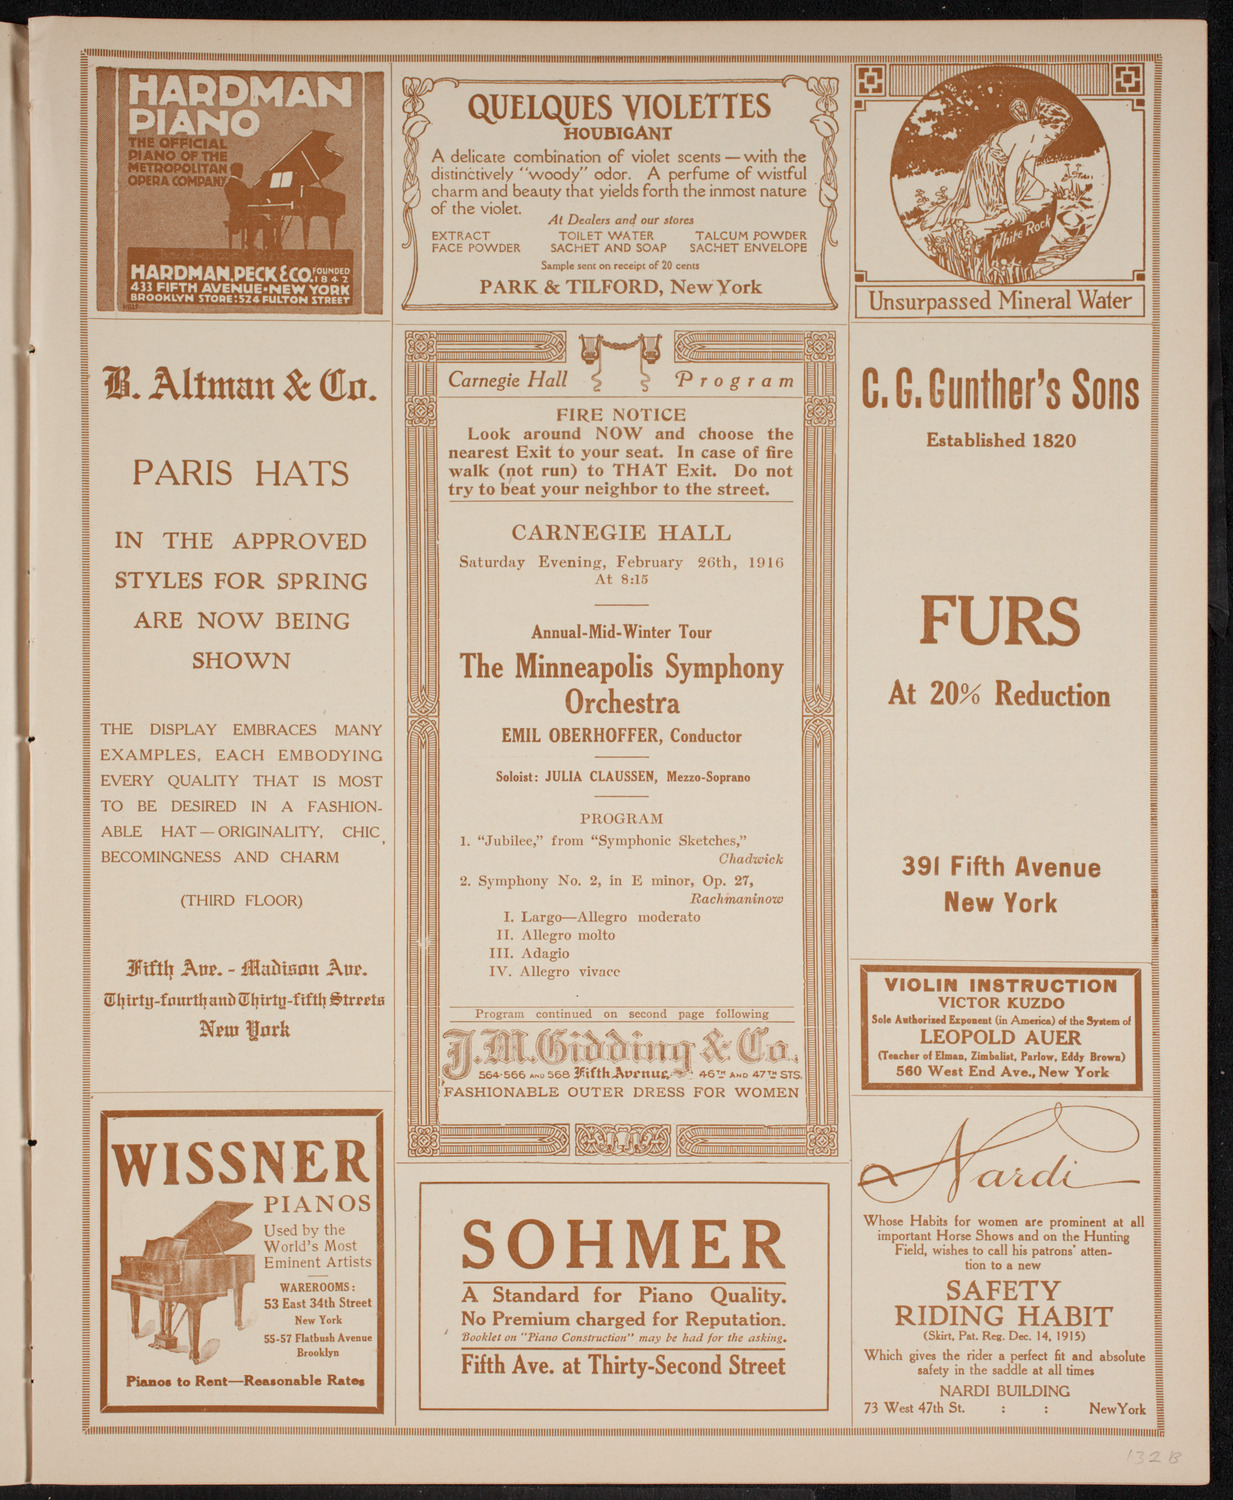 HARDMAN
PIANO
THE OFFICIAL
PIANO OF THE
METROPOLITAN
OPERA COMPANY
HARDMAN, PECK & CO. FOUNDED 1842
433 FIFTH AVENUE·NEW YORK
BROOKLYN STORE: 524 FULTON STREET
QUELQUES VIOLETTES
HOUBIGANT
A delicate combination of violet scents — with the
distinctively "woody" odor. A perfume of wistful
charm and beauty that yields forth the inmost nature
of the violet.
At Dealers and our stores
EXTRACT TOILET WATER TALCUM POWDER
FACE POWDER SACHET AND SOAP SACHET ENVELOPE
Sample sent on receipt of 20 cents
PARK & TILFORD, New York
White Rock
Unsurpassed Mineral Water
B. Altman & Co.
PARIS HATS
IN THE APPROVED
STYLES FOR SPRING
ARE NOW BEING
SHOWN
THE DISPLAY EMBRACES MANY
EXAMPLES, EACH EMBODYING
EVERY QUALITY THAT IS MOST
TO BE DESIRED IN A FASHION-
ABLE HAT — ORIGINALITY, CHIC,
BECOMINGNESS AND CHARM
(THIRD FLOOR)
Fifth Ave. - Madison Ave.
Thirty-fourth and Thirty-fifth Streets
New York
WISSNER
PIANOS
Used by the
World's Most
Eminent Artists
WAREROOMS:
53 East 34th Street
New York
55-57 Flatbush Avenue
Brooklyn
Pianos to Rent—Reasonable Rates
Carnegie Hall Program
FIRE NOTICE
Look around NOW and choose the
nearest Exit to your seat. In case of fire
walk (not run) to THAT Exit. Do not
try to beat your neighbor to the street.
CARNEGIE HALL
Saturday Evening, February 26th, 1916
At 8:15
Annual-Mid-Winter Tour
The Minneapolis Symphony
Orchestra
EMIL OBERHOFFER, Conductor
Soloist: JULIA CLAUSSEN, Mezzo-Soprano
PROGRAM
1. "Jubilee," from "Symphonic Sketches,"
Chadwick
2. Symphony No. 2, in E minor, Op. 27,
Rachmaninow
I. Largo—Allegro moderato
II. Allegro molto
III. Adagio
IV. Allegro vivace
Program continued on second page following
J. M. Gidding & Co.
564-566 AND 568 Fifth Avenue, 46TH AND 47TH STS.
FASHIONABLE OUTER DRESS FOR WOMEN
SOHMER
A Standard for Piano Quality.
No Premium charged for Reputation.
Booklet on "Piano Construction" may be had for the asking.
Fifth Ave. at Thirty-Second Street
C. G. Gunther's Sons
Established 1820
FURS
At 20% Reduction
391 Fifth Avenue
New York
VIOLIN INSTRUCTION
VICTOR KUZDO
Sole Authorized Exponent (in America) of the System of
LEOPOLD AUER
(Teacher of Elman, Zimbalist, Parlow, Eddy Brown)
560 West End Ave., New York
Nardi
Whose Habits for women are prominent at all
important Horse Shows and on the Hunting
Field, wishes to call his patrons' atten-
tion to a new
SAFETY
RIDING HABIT
(Skirt, Pat. Reg. Dec. 14, 1915)
Which gives the rider a perfect fit and absolute
safety in the saddle at all times
NARDI BUILDING
73 West 47th St. : : New York
132 B